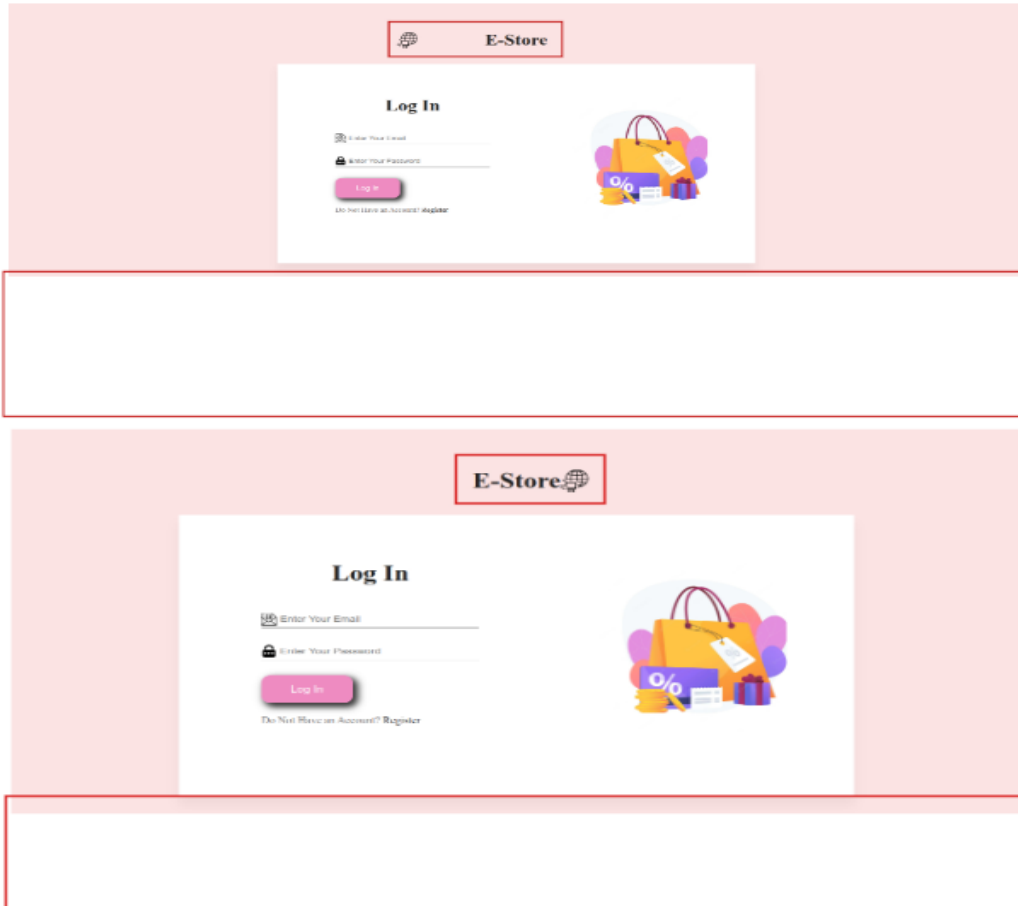 E-Store
Log In
Enter Your Email
Enter Your Password
Log In
Do Not Have an Account? Register
%
E-Store
Log In
Enter Your Email
Enter Your Password
Log In
Do Not Have an Account? Register
%